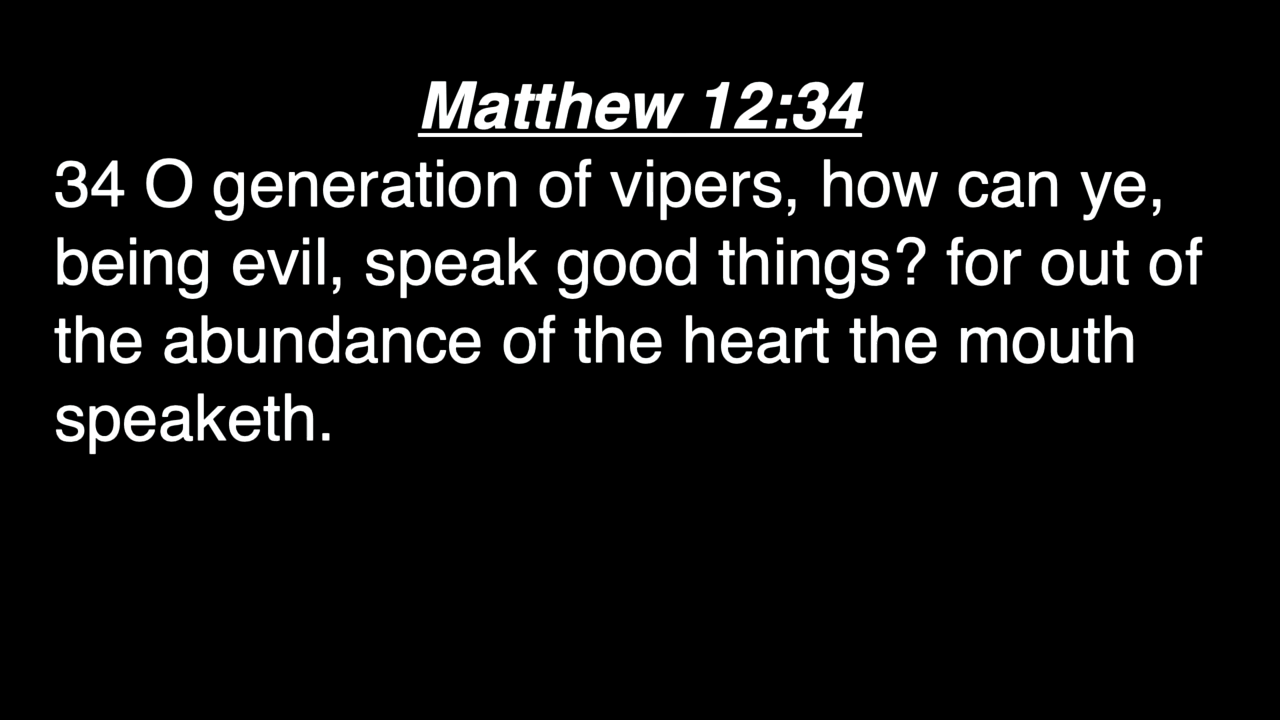 Matthew 12:34
34 O generation of vipers, how can ye,
being evil, speak good things? for out of
the abundance of the heart the mouth
speaketh.